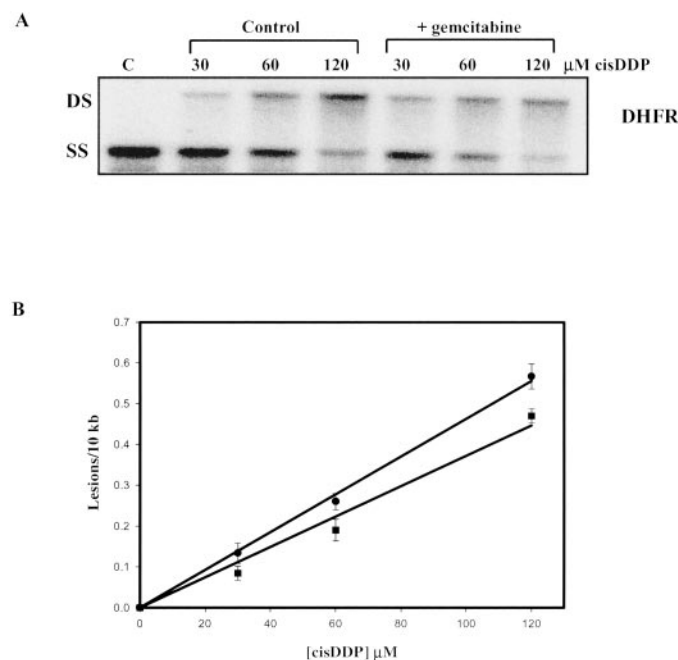 A
Control
+ gemcitabine
C 30 60 120 30 60 120 µM cisDDP
DS
DHFR
SS
B
0.7
0.6
0.5
0.4
0.3
0.2
0.1
0.0
Lesions/10 kb
0 20 40 60 80 100 120
[cisDDP] µM